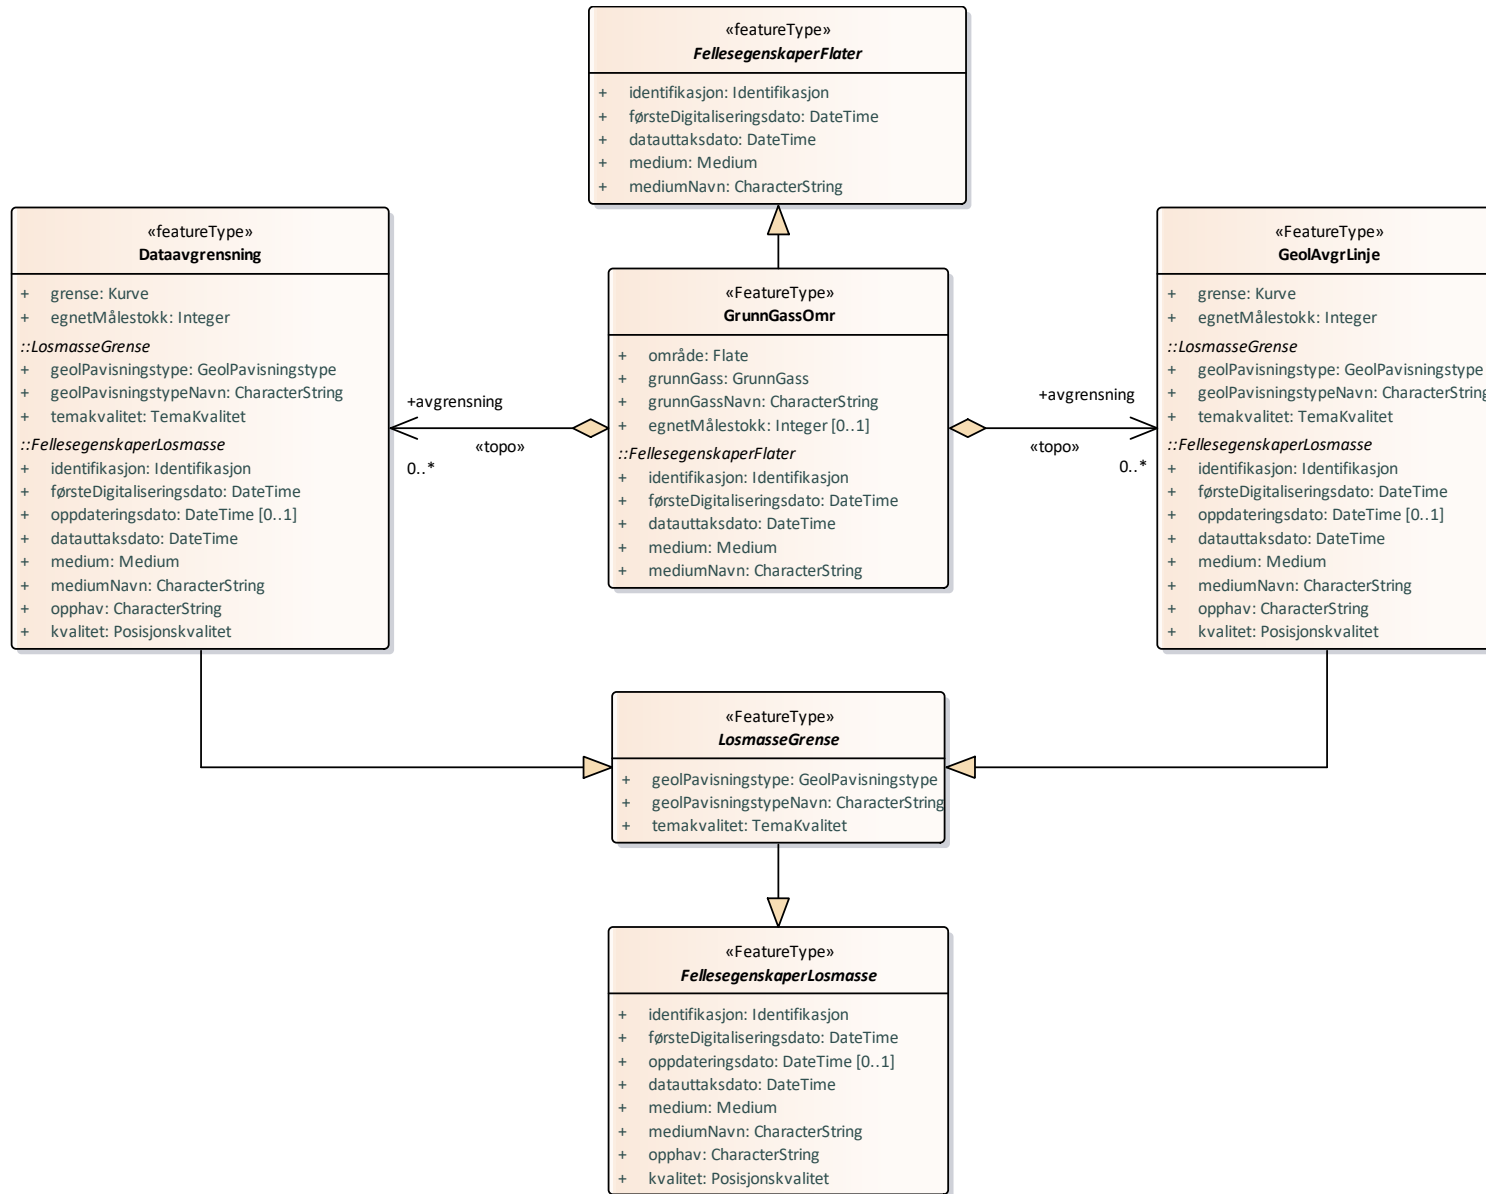 «featureType»
FellesegenskaperFlater
+ identifikasjon: Identifikasjon
+ førsteDigitaliseringsdato: DateTime
+ datauttaksdato: DateTime
+ medium: Medium
+ mediumNavn: CharacterString
«featureType»
Dataavgrensning
+ grense: Kurve
+ egnetMålestokk: Integer
::LosmasseGrense
+ geolPavisningstype: GeolPavisningstype
+ geolPavisningstypeNavn: CharacterString
+ temakvalitet: TemaKvalitet
::FellesegenskaperLosmasse
+ identifikasjon: Identifikasjon
+ førsteDigitaliseringsdato: DateTime
+ oppdateringsdato: DateTime [0..1]
+ datauttaksdato: DateTime
+ medium: Medium
+ mediumNavn: CharacterString
+ opphav: CharacterString
+ kvalitet: Posisjonskvalitet
+avgrensning
«topo»
0..*
«FeatureType»
GrunnGassOmr
+ område: Flate
+ grunnGass: GrunnGass
+ grunnGassNavn: CharacterString
+ egnetMålestokk: Integer [0..1]
::FellesegenskaperFlater
+ identifikasjon: Identifikasjon
+ førsteDigitaliseringsdato: DateTime
+ datauttaksdato: DateTime
+ medium: Medium
+ mediumNavn: CharacterString
+avgrensning
«topo»
0..*
«FeatureType»
GeolAvgrLinje
+ grense: Kurve
+ egnetMålestokk: Integer
::LosmasseGrense
+ geolPavisningstype: GeolPavisningstype
+ geolPavisningstypeNavn: CharacterString
+ temakvalitet: TemaKvalitet
::FellesegenskaperLosmasse
+ identifikasjon: Identifikasjon
+ førsteDigitaliseringsdato: DateTime
+ oppdateringsdato: DateTime [0..1]
+ datauttaksdato: DateTime
+ medium: Medium
+ mediumNavn: CharacterString
+ opphav: CharacterString
+ kvalitet: Posisjonskvalitet
«FeatureType»
LosmasseGrense
+ geolPavisningstype: GeolPavisningstype
+ geolPavisningstypeNavn: CharacterString
+ temakvalitet: TemaKvalitet
«FeatureType»
FellesegenskaperLosmasse
+ identifikasjon: Identifikasjon
+ førsteDigitaliseringsdato: DateTime
+ oppdateringsdato: DateTime [0..1]
+ datauttaksdato: DateTime
+ medium: Medium
+ mediumNavn: CharacterString
+ opphav: CharacterString
+ kvalitet: Posisjonskvalitet